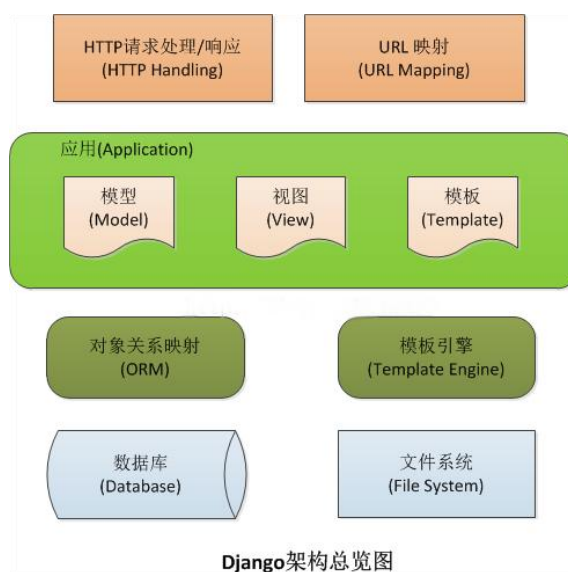 HTTP请求处理/响应
(HTTP Handling)
URL 映射
(URL Mapping)
应用(Application)
模型
(Model)
视图
(View)
模板
(Template)
对象关系映射
(ORM)
模板引擎
(Template Engine)
数据库
(Database)
文件系统
(File System)
Django架构总览图